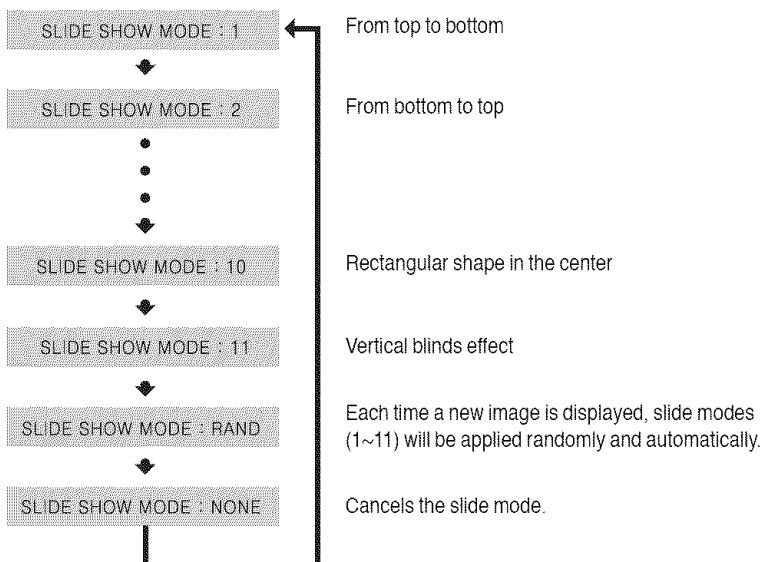 SLIDE SHOW MODE : 1
From top to bottom
SLIDE SHOW MODE : 2
From bottom to top
SLIDE SHOW MODE : 10
Rectangular shape in the center
SLIDE SHOW MODE : 11
Vertical blinds effect
SLIDE SHOW MODE : RAND
Each time a new image is displayed, slide modes
(1~11) will be applied randomly and automatically.
SLIDE SHOW MODE : NONE
Cancels the slide mode.